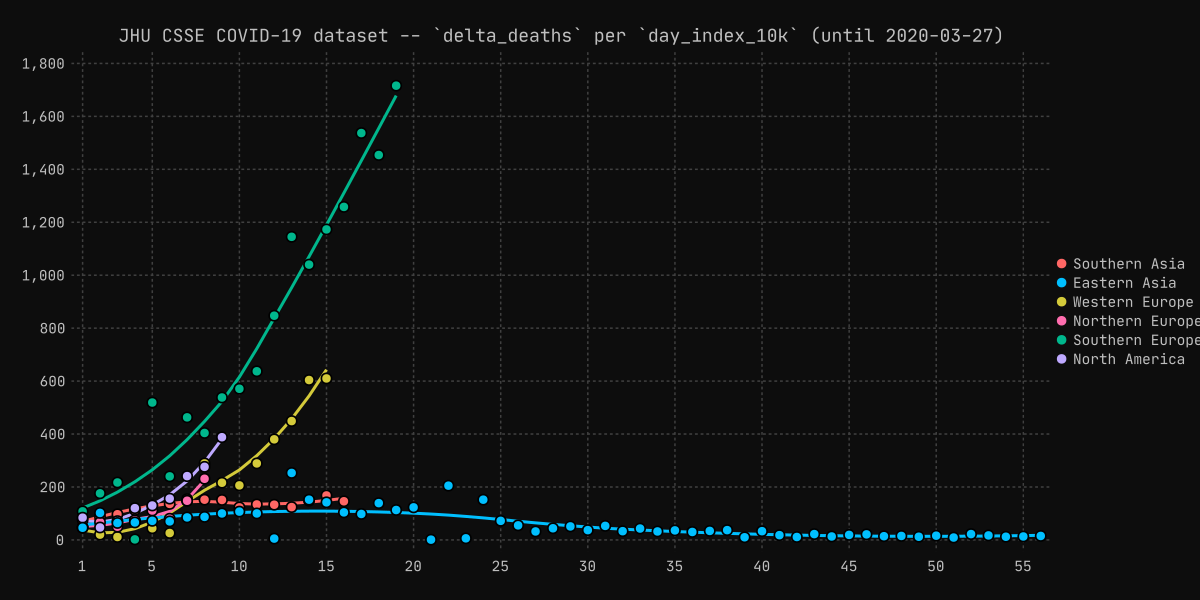 JHU CSSE COVID-19 dataset -- `delta_deaths` per `day_index_10k` (until 2020-03-27)
1,800
1,600
1,400
1,200
1,000
800
600
400
200
0
1 5 10 15 20 25 30 35 40 45 50 55
Southern Asia
Eastern Asia
Western Europe
Northern Europe
Southern Europe
North America